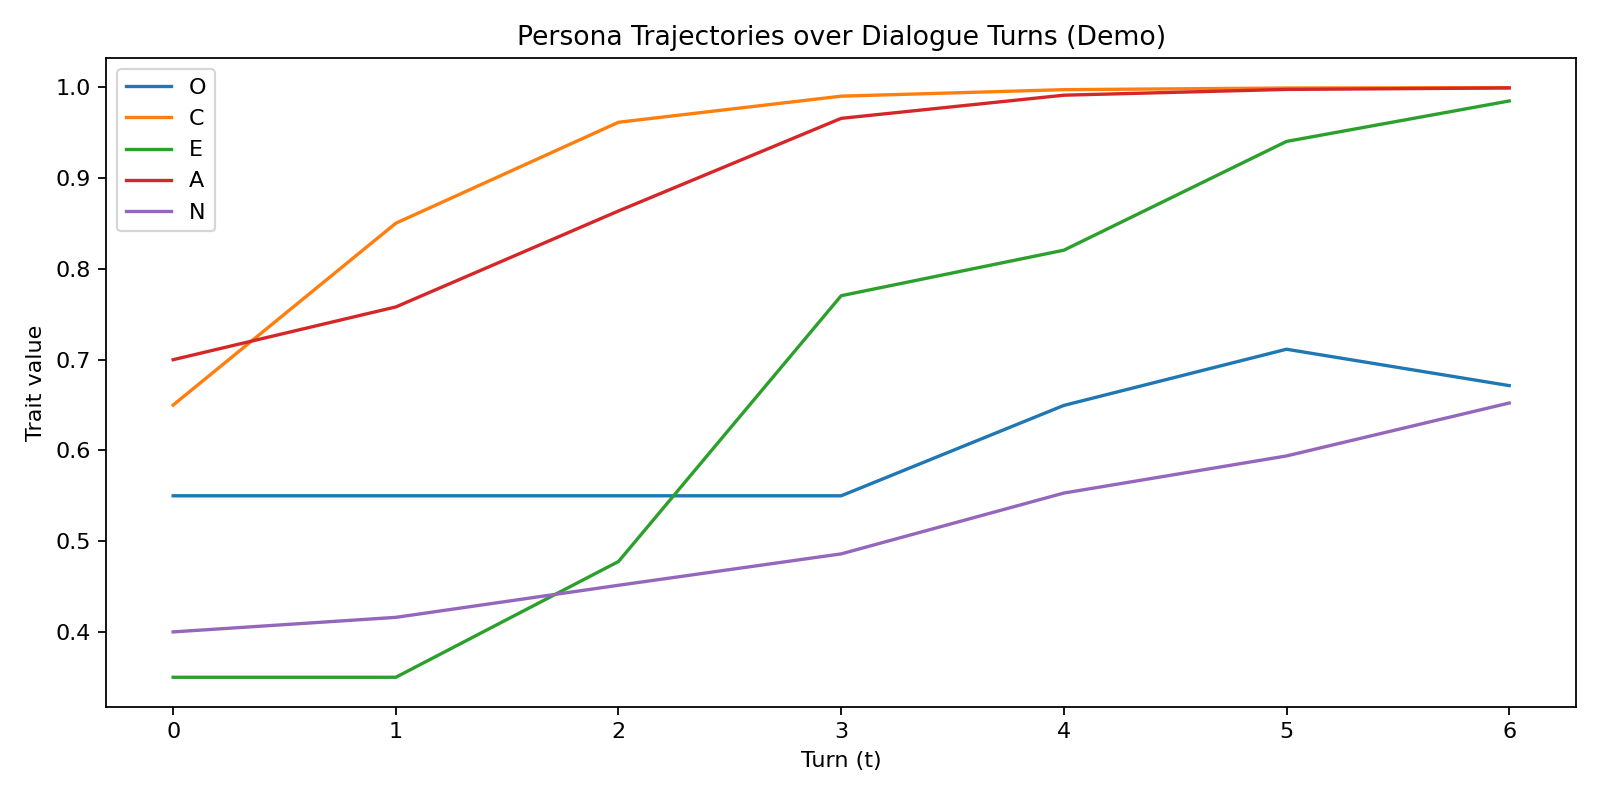 Persona Trajectories over Dialogue Turns (Demo)
O
C
E
A
N
1.0
0.9
0.8
0.7
0.6
0.5
0.4
Trait value
0 1 2 3 4 5 6
Turn (t)